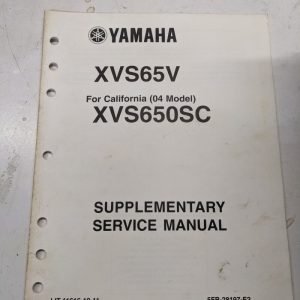 YAMAHA
XVS65V
For California (04 Model)
XVS650SC
SUPPLEMENTARY
SERVICE MANUAL